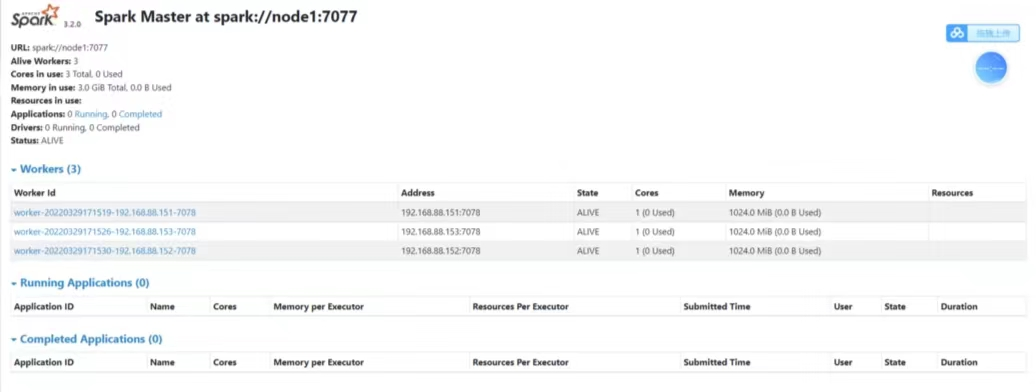 APACHE Spark 3.2.0 Spark Master at spark://node1:7077
拖拽上传
URL: spark://node1:7077
Alive Workers: 3
Cores in use: 3 Total, 0 Used
Memory in use: 3.0 GiB Total, 0.0 B Used
Resources in use:
Applications: 0 Running, 0 Completed
Drivers: 0 Running, 0 Completed
Status: ALIVE
Workers (3)
Worker Id Address State Cores Memory Resources
worker-20220329171519-192.168.88.151-7078 192.168.88.151:7078 ALIVE 1 (0 Used) 1024.0 MiB (0.0 B Used)
worker-20220329171526-192.168.88.153-7078 192.168.88.153:7078 ALIVE 1 (0 Used) 1024.0 MiB (0.0 B Used)
worker-20220329171530-192.168.88.152-7078 192.168.88.152:7078 ALIVE 1 (0 Used) 1024.0 MiB (0.0 B Used)
Running Applications (0)
Application ID Name Cores Memory per Executor Resources Per Executor Submitted Time User State Duration
Completed Applications (0)
Application ID Name Cores Memory per Executor Resources Per Executor Submitted Time User State Duration